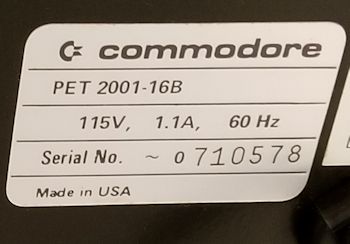 commodore
PET 2001-16B
115V, 1.1A, 60 Hz
Serial No. ~ 0710578
Made in USA